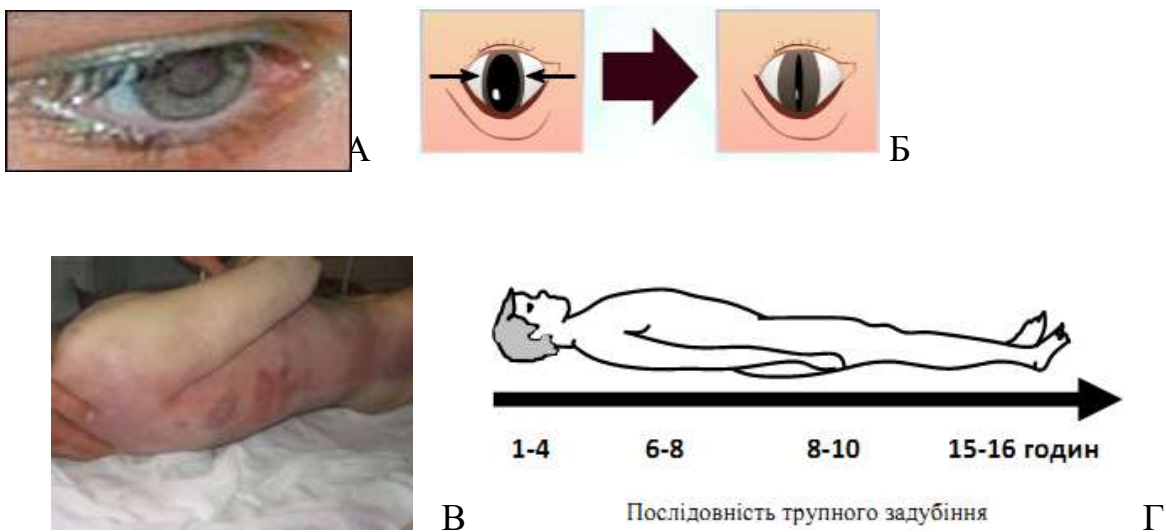 А
Б
В
1-4 6-8 8-10 15-16 годин
Послідовність трупного задубіння
Г